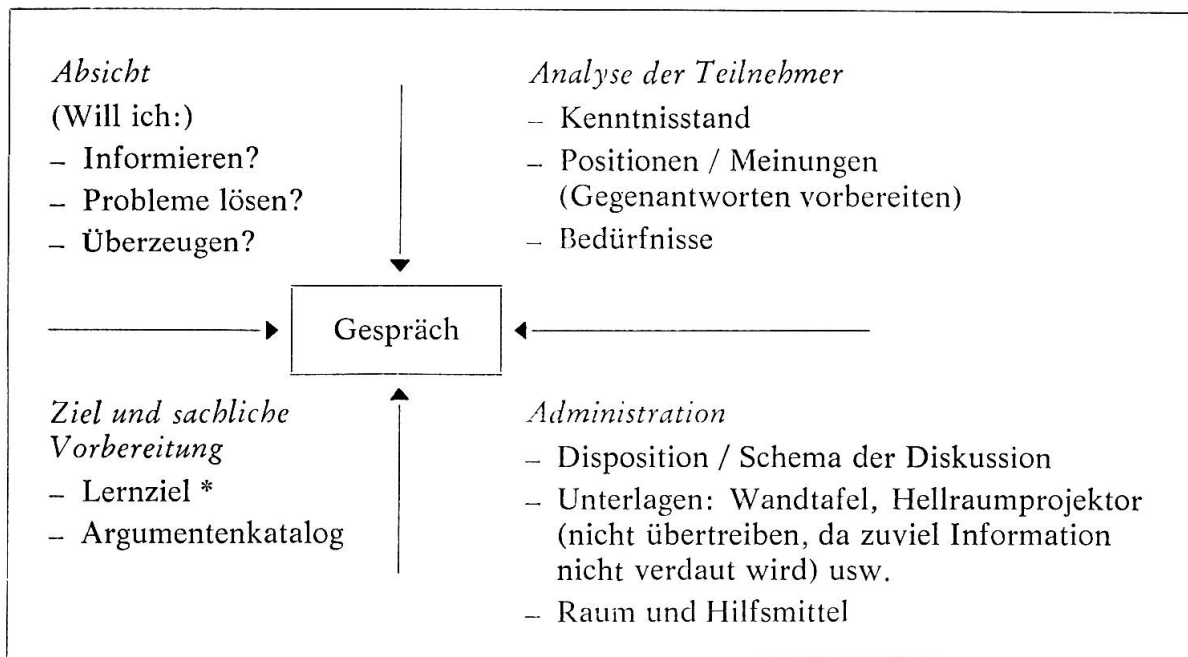 Absicht
(Will ich:)
– Informieren?
– Probleme lösen?
– Überzeugen?
Analyse der Teilnehmer
– Kenntnisstand
– Positionen / Meinungen
(Gegenantworten vorbereiten)
– Bedürfnisse
Gespräch
Ziel und sachliche
Vorbereitung
– Lernziel *
– Argumentenkatalog
Administration
– Disposition / Schema der Diskussion
– Unterlagen: Wandtafel, Hellraumprojektor
(nicht übertreiben, da zuviel Information
nicht verdaut wird) usw.
– Raum und Hilfsmittel